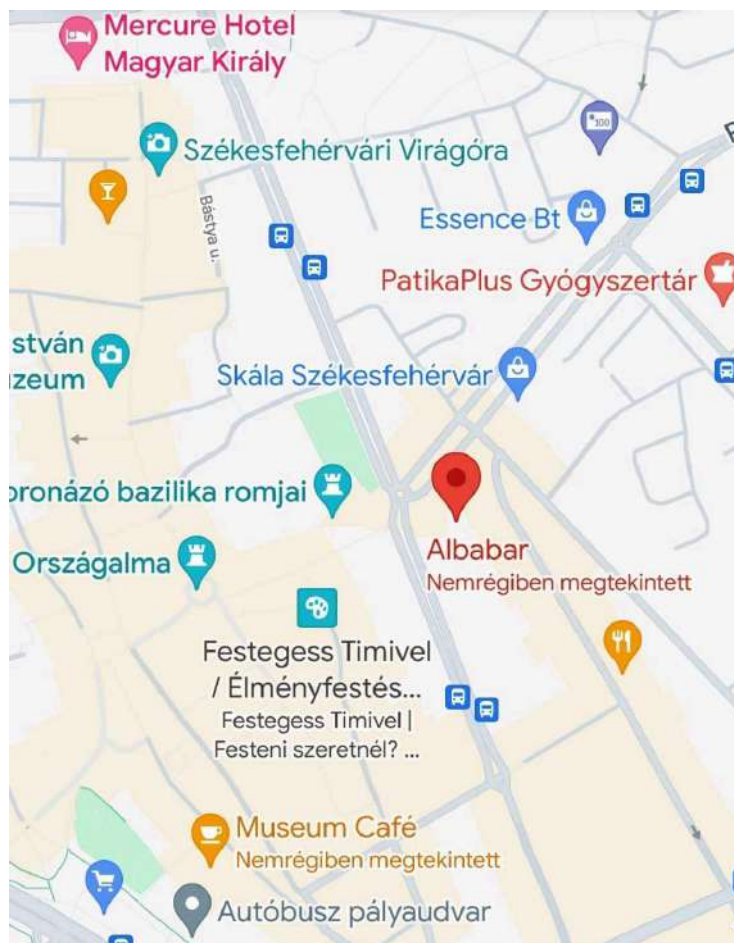 Mercure Hotel
Magyar Király
Székesfehérvári Virágóra
100
Bástya u.
Essence Bt
PatikaPlus Gyógyszertár
stván
zeum
Skála Székesfehérvár
oronázó bazilika romjai
Albabar
Nemrégiben megtekintett
Országalma
Festegess Timivel
/ Élményfestés...
Festegess Timivel |
Festeni szeretnél? ...
Museum Café
Nemrégiben megtekintett
Autóbusz pályaudvar